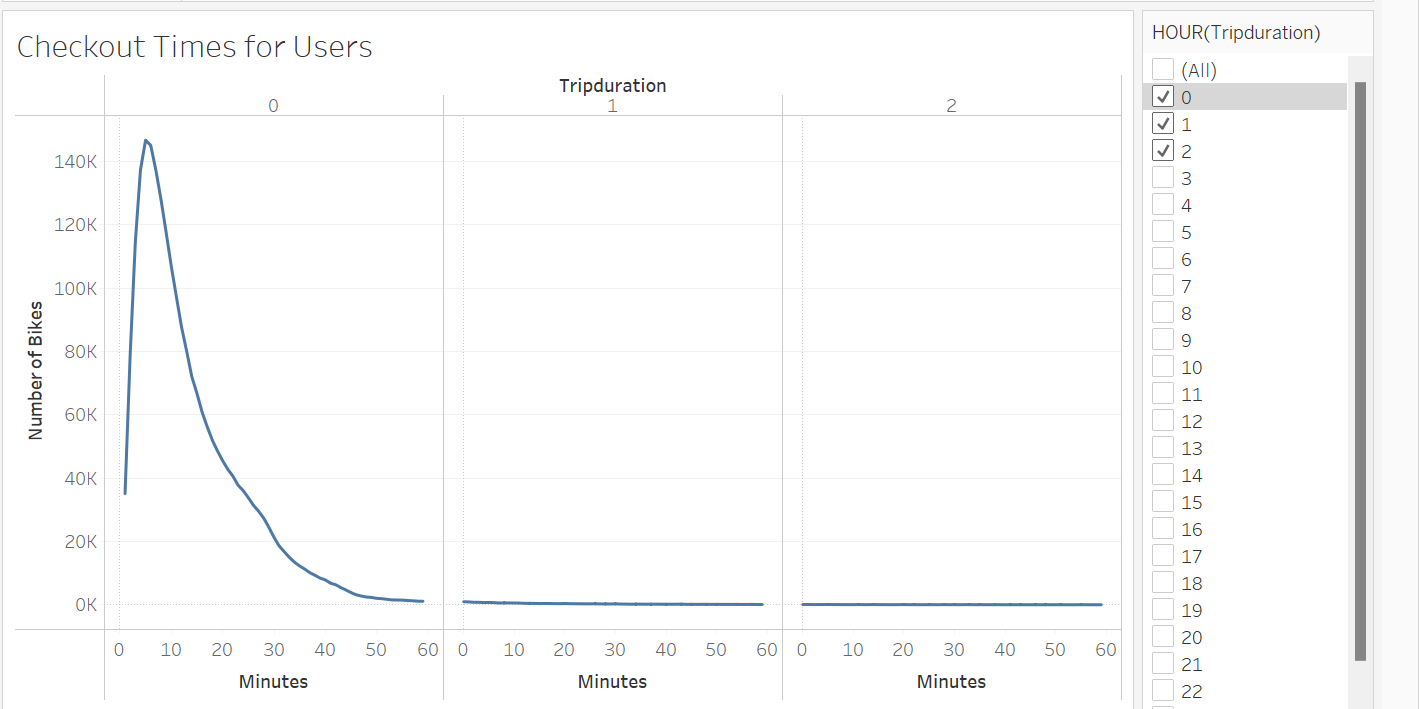 Checkout Times for Users
Tripduration
0 1 2
140K
120K
100K
80K
60K
40K
20K
0K
Number of Bikes
0 10 20 30 40 50 60 0 10 20 30 40 50 60 0 10 20 30 40 50 60
Minutes Minutes Minutes
HOUR(Tripduration)
(All)
0
1
2
3
4
5
6
7
8
9
10
11
12
13
14
15
16
17
18
19
20
21
22